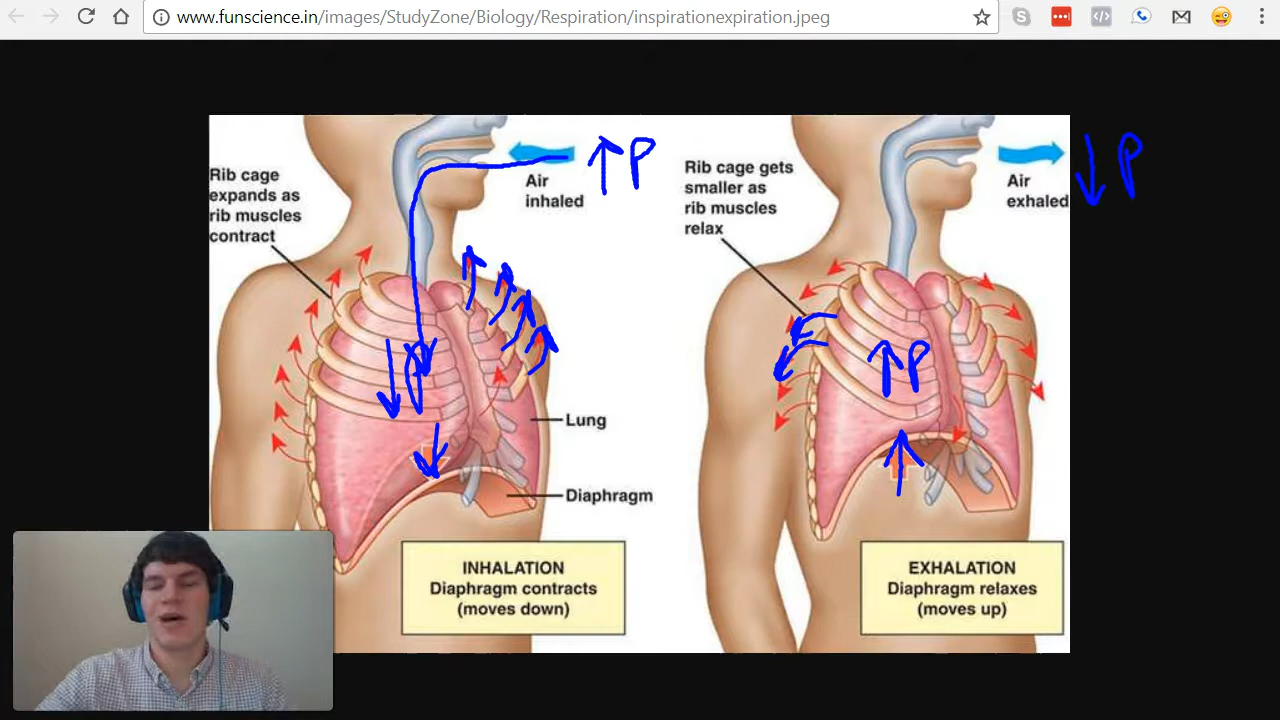 www.funscience.in/images/StudyZone/Biology/Respiration/inspirationexpiration.jpeg
Rib cage
expands as
rib muscles
contract
Air
inhaled
↑P
↓P
Lung
Diaphragm
INHALATION
Diaphragm contracts
(moves down)
Rib cage gets
smaller as
rib muscles
relax
Air
exhaled
↓P
↑P
EXHALATION
Diaphragm relaxes
(moves up)